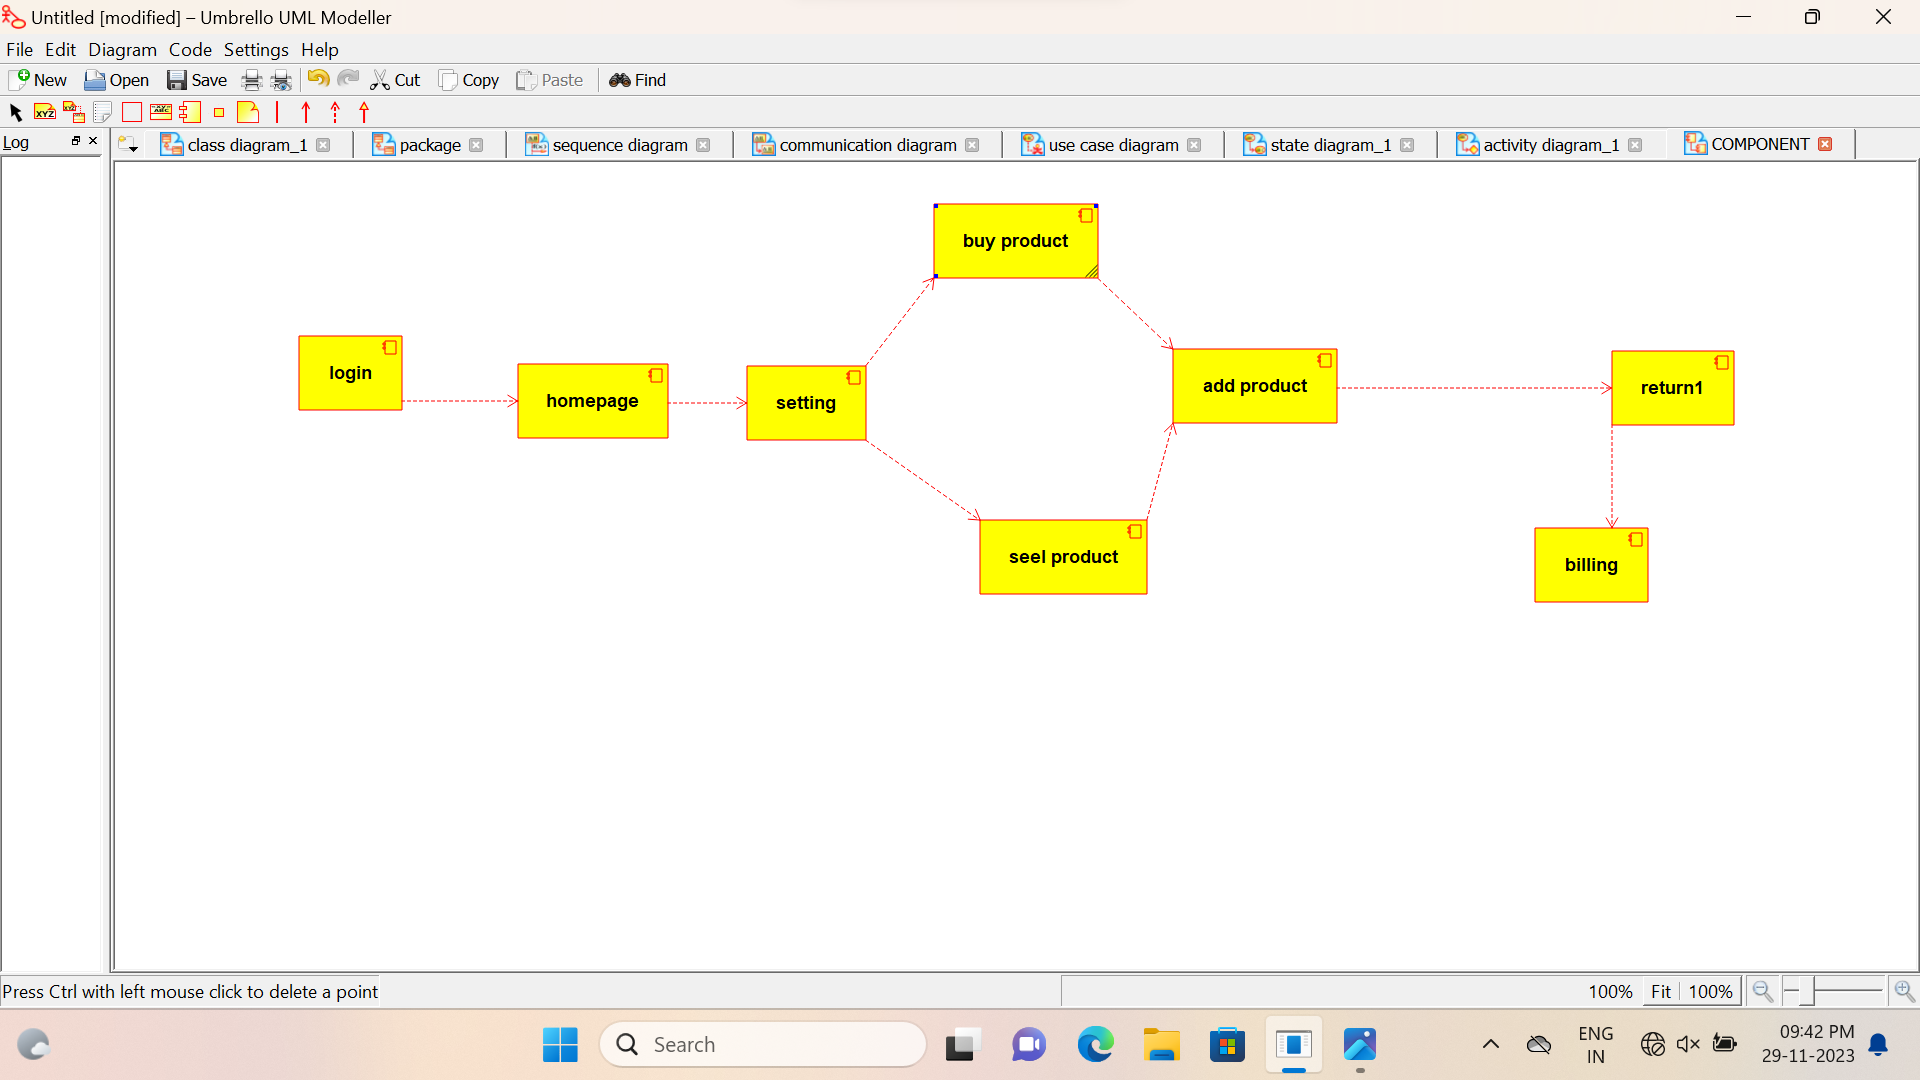 Untitled [modified] – Umbrello UML Modeller
File Edit Diagram Code Settings Help
New Open Save Cut Copy Paste Find
XYZ
Log
class diagram_1 package sequence diagram communication diagram use case diagram state diagram_1 activity diagram_1 COMPONENT
buy product
login
homepage
setting
add product
return1
seel product
billing
Press Ctrl with left mouse click to delete a point
100% Fit 100%
Search
ENG
IN
09:42 PM
29-11-2023